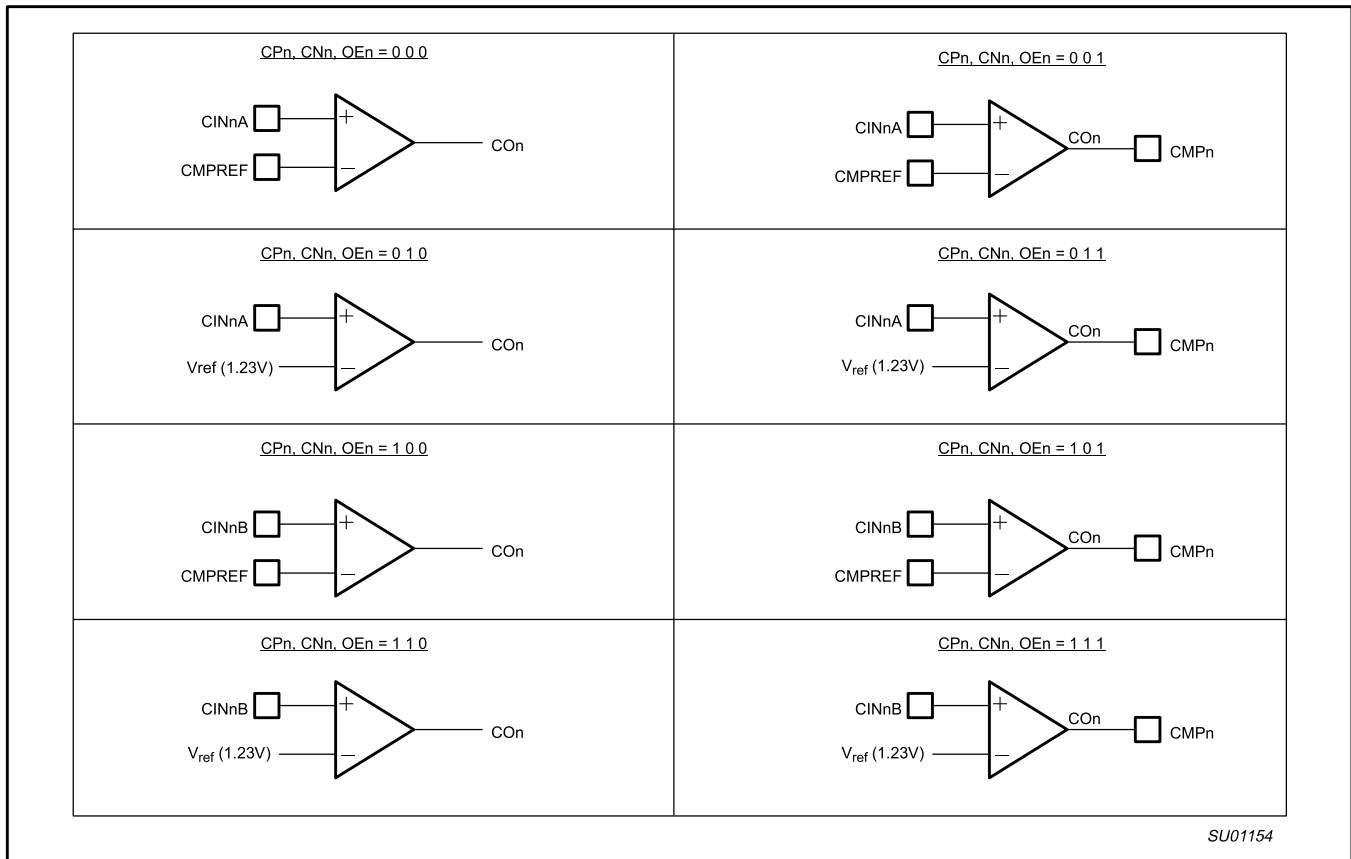 CPn, CNn, OEn = 0 0 0
CINnA
+
CMPREF
–
COn
CPn, CNn, OEn = 0 0 1
CINnA
+
CMPREF
–
COn
CMPn
CPn, CNn, OEn = 0 1 0
CINnA
+
Vref (1.23V)
–
COn
CPn, CNn, OEn = 0 1 1
CINnA
+
Vref (1.23V)
–
COn
CMPn
CPn, CNn, OEn = 1 0 0
CINnB
+
CMPREF
–
COn
CPn, CNn, OEn = 1 0 1
CINnB
+
CMPREF
–
COn
CMPn
CPn, CNn, OEn = 1 1 0
CINnB
+
Vref (1.23V)
–
COn
CPn, CNn, OEn = 1 1 1
CINnB
+
Vref (1.23V)
–
COn
CMPn
SU01154